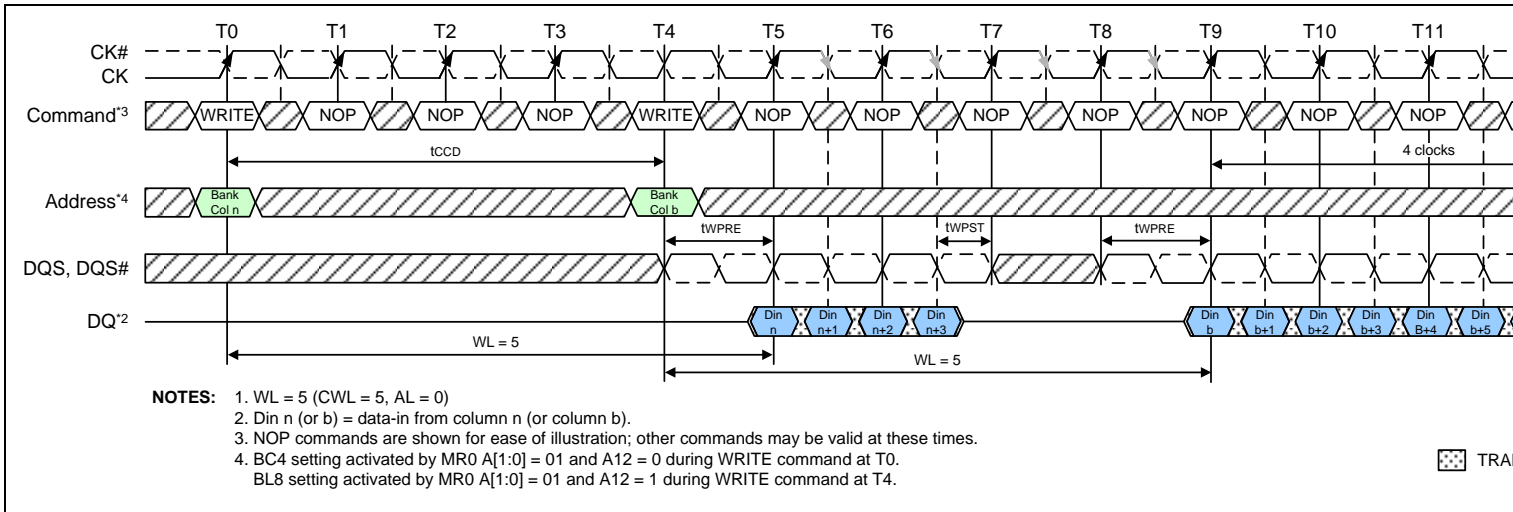 T0 T1 T2 T3 T4 T5 T6 T7 T8 T9 T10 T11
CK#
CK
Command*3 WRITE NOP NOP NOP WRITE NOP NOP NOP NOP NOP NOP NOP
tCCD 4 clocks
Address*4 Bank Col n Bank Col b
tWPRE tWPST tWPRE
DQS, DQS#
DQ*2 Din n Din n+1 Din n+2 Din n+3 Din b Din b+1 Din b+2 Din b+3 Din B+4 Din b+5
WL = 5
WL = 5
NOTES: 1. WL = 5 (CWL = 5, AL = 0)
2. Din n (or b) = data-in from column n (or column b).
3. NOP commands are shown for ease of illustration; other commands may be valid at these times.
4. BC4 setting activated by MR0 A[1:0] = 01 and A12 = 0 during WRITE command at T0.
BL8 setting activated by MR0 A[1:0] = 01 and A12 = 1 during WRITE command at T4.